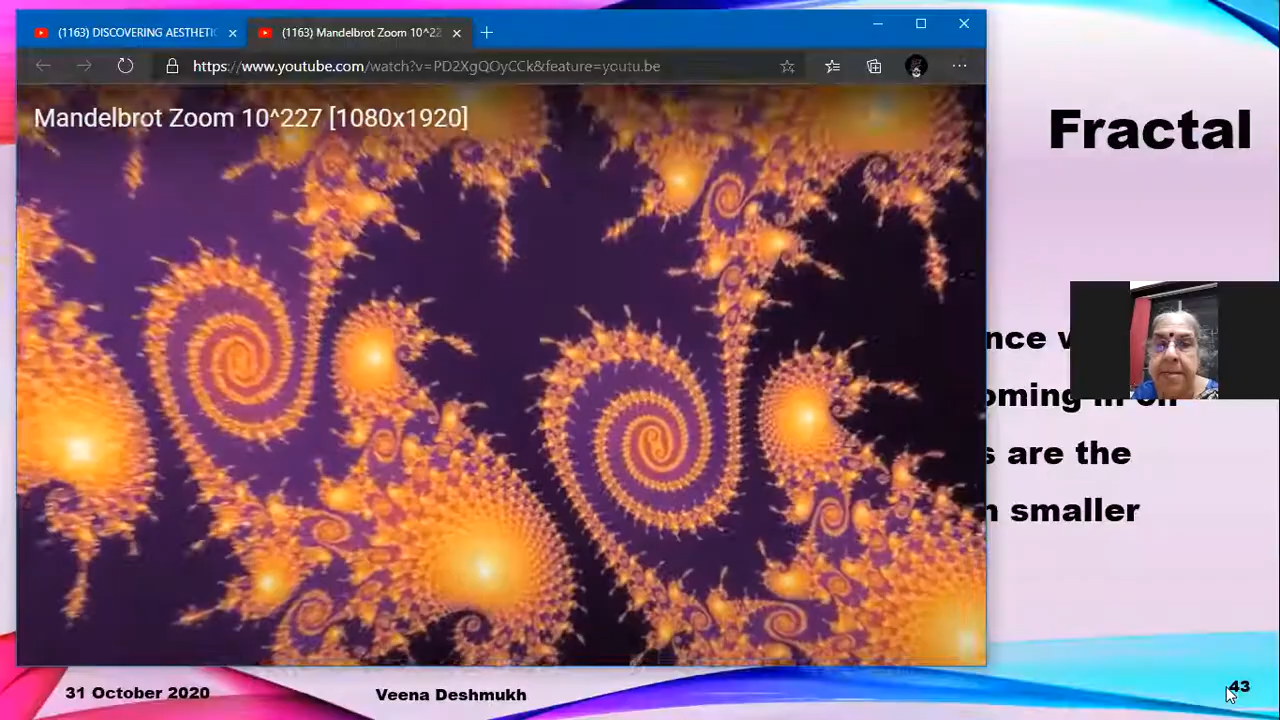 (1163) DISCOVERING AESTHETIC
(1163) Mandelbrot Zoom 10^22
https://www.youtube.com/watch?v=PD2XgQOyCCk&feature=youtu.be
Mandelbrot Zoom 10^227 [1080x1920]
Fractal
are the
smaller
31 October 2020
Veena Deshmukh
43